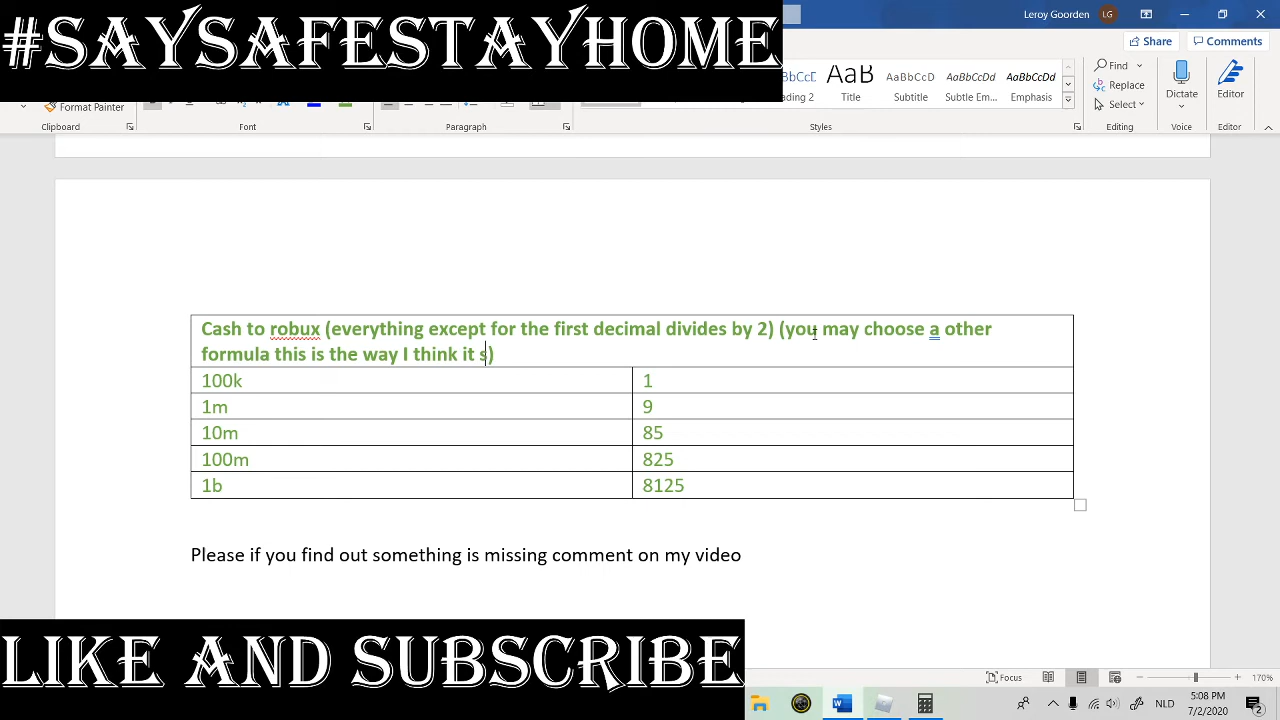 #SAYSAFESTAYHOME
Leroy Goorden LG
Share Comments
Format Painter
AaB
Title
Subtitle
Subtle Em...
Emphasis
Find
Replace
Select
Dictate
Editor
Clipboard Font Paragraph Styles Editing Voice Editor
Cash to robux (everything except for the first decimal divides by 2) (you may choose a other
formula this is the way I think it s)
100k 1
1m 9
10m 85
100m 825
1b 8125
Please if you find out something is missing comment on my video
LIKE AND SUBSCRIBE
Focus 170%
NLD
5:08 PM
7/2/2020
2